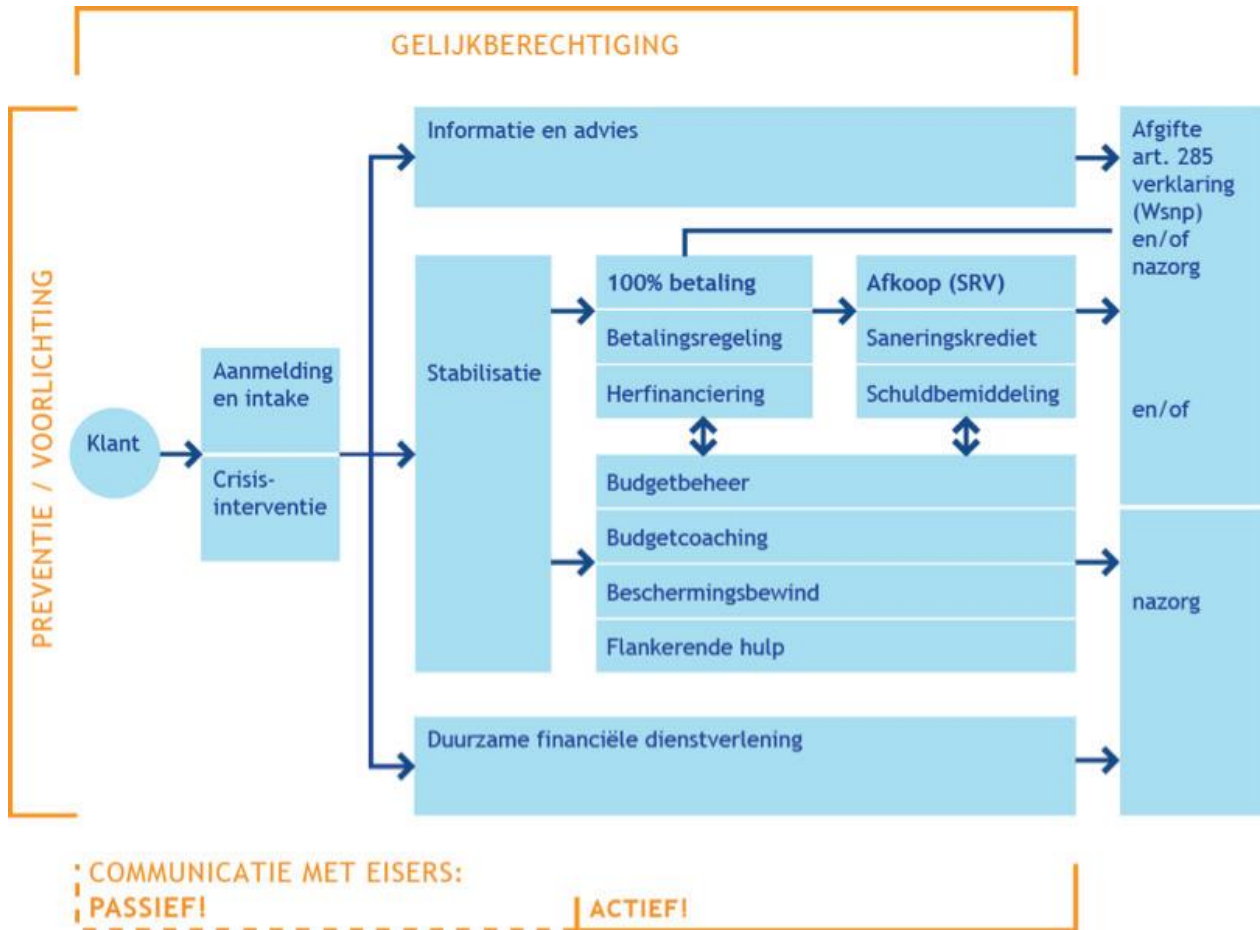 GELIJKBERECHTIGING
PREVENTIE / VOORLICHTING
Klant
Aanmelding
en intake
Crisis-
interventie
Informatie en advies
Stabilisatie
100% betaling
Betalingsregeling
Herfinanciering
Afkoop (SRV)
Saneringskrediet
Schuldbemiddeling
Budgetbeheer
Budgetcoaching
Beschermingsbewind
Flankerende hulp
Duurzame financiële dienstverlening
Afgifte
art. 285
verklaring
(Wsnp)
en/of
nazorg
en/of
nazorg
COMMUNICATIE MET EISERS:
PASSIEF!
ACTIEF!